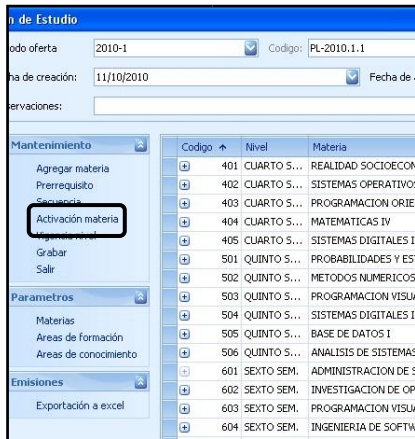 n de Estudio
odo oferta 2010-1 Codigo: PL-2010.1.1
ha de creación: 11/10/2010 Fecha de
servaciones:
Mantenimiento
Agregar materia
Prerrequisito
Secuencia
Activación materia
Vigencia nivel
Grabar
Salir
Parametros
Materias
Areas de formación
Areas de conocimiento
Emisiones
Exportación a excel
Codigo Nivel Materia
401 CUARTO S... REALIDAD SOCIOECON
402 CUARTO S... SISTEMAS OPERATIVOS
403 CUARTO S... PROGRAMACION ORIE
404 CUARTO S... MATEMATICAS IV
405 CUARTO S... SISTEMAS DIGITALES I
501 QUINTO S... PROBABILIDADES Y ES
502 QUINTO S... METODOS NUMERICOS
503 QUINTO S... PROGRAMACION VISUA
504 QUINTO S... SISTEMAS DIGITALES I
505 QUINTO S... BASE DE DATOS I
506 QUINTO S... ANALISIS DE SISTEMAS
601 SEXTO SEM. ADMINISTRACION DE S
602 SEXTO SEM. INVESTIGACION DE OP
603 SEXTO SEM. PROGRAMACION VISUA
604 SEXTO SEM. INGENIERIA DE SOFTW